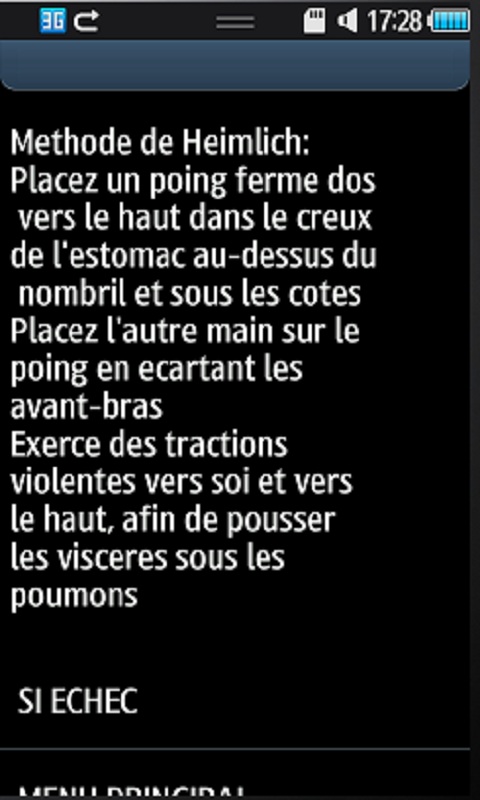 3G 17:28
Methode de Heimlich:
Placez un poing ferme dos
vers le haut dans le creux
de l'estomac au-dessus du
nombril et sous les cotes
Placez l'autre main sur le
poing en ecartant les
avant-bras
Exerce des tractions
violentes vers soi et vers
le haut, afin de pousser
les visceres sous les
poumons
SI ECHEC
MENU PRINCIPAL